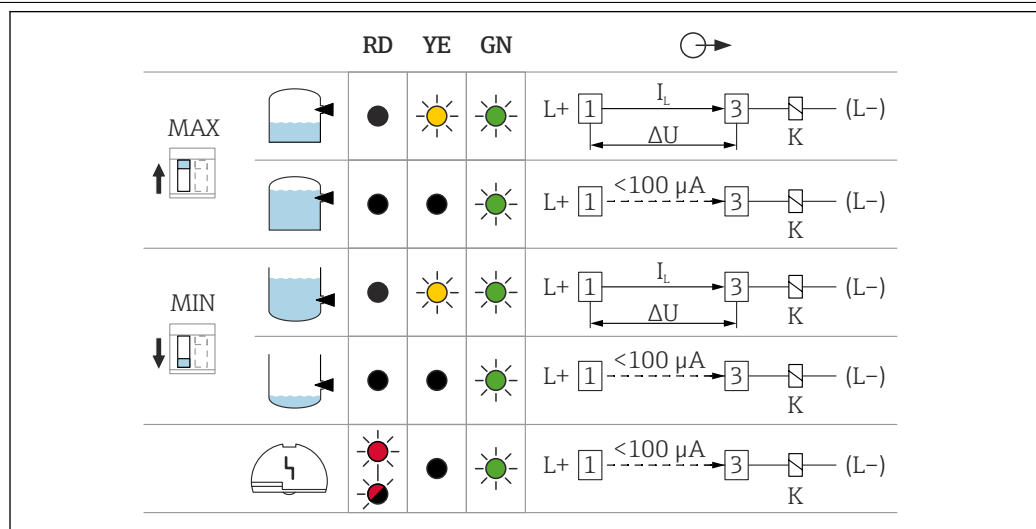 RD YE GN
MAX
L+ 1 I_L 3 (L–)
ΔU K
L+ 1 <100 µA 3 (L–)
K
MIN
L+ 1 I_L 3 (L–)
ΔU K
L+ 1 <100 µA 3 (L–)
K
L+ 1 <100 µA 3 (L–)
K